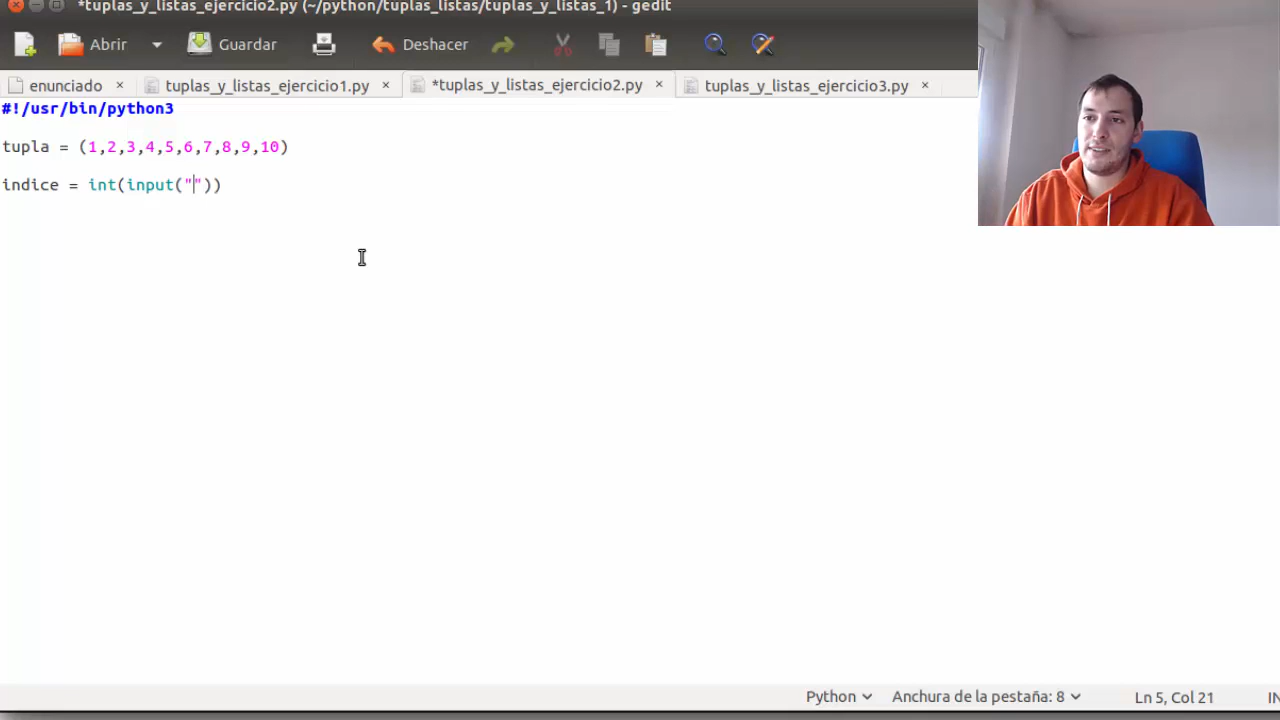 *tuplas_y_listas_ejercicio2.py (~/python/tuplas_listas/tuplas_y_listas_1) - gedit
Abrir Guardar Deshacer
enunciado × tuplas_y_listas_ejercicio1.py × *tuplas_y_listas_ejercicio2.py × tuplas_y_listas_ejercicio3.py ×
#!/usr/bin/python3
tupla = (1,2,3,4,5,6,7,8,9,10)
indice = int(input(""))
Python Anchura de la pestaña: 8 Ln 5, Col 21 IN